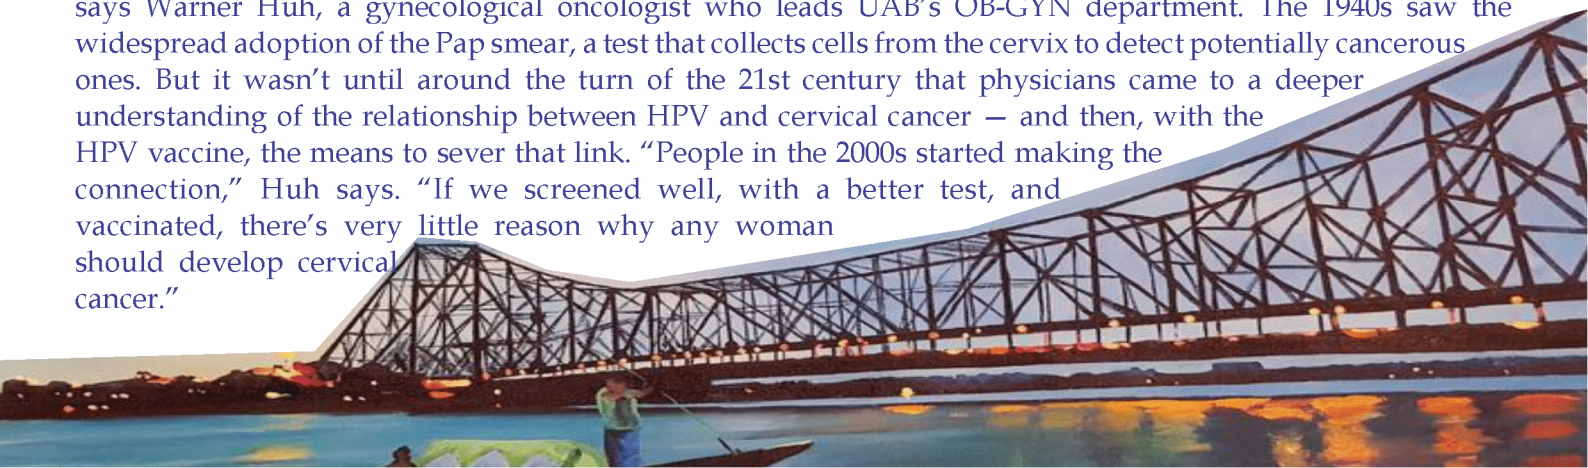 says Warner Huh, a gynecological oncologist who leads UAB’s OB-GYN department. The 1940s saw the
widespread adoption of the Pap smear, a test that collects cells from the cervix to detect potentially cancerous
ones. But it wasn’t until around the turn of the 21st century that physicians came to a deeper
understanding of the relationship between HPV and cervical cancer — and then, with the
HPV vaccine, the means to sever that link. “People in the 2000s started making the
connection,” Huh says. “If we screened well, with a better test, and
vaccinated, there’s very little reason why any woman
should develop cervical
cancer.”